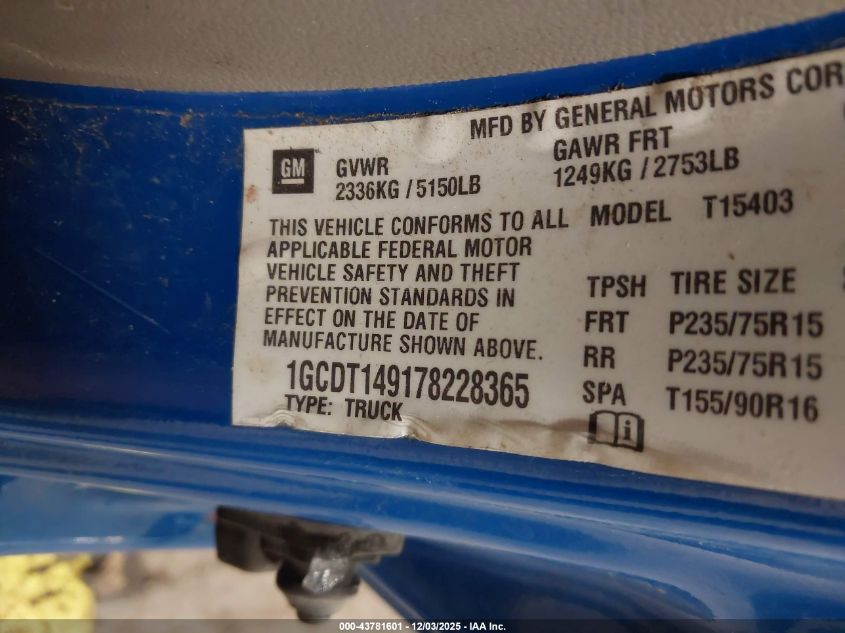 MFD BY GENERAL MOTORS COR
GM
GVWR
2336KG / 5150LB
GAWR FRT
1249KG / 2753LB
THIS VEHICLE CONFORMS TO ALL
APPLICABLE FEDERAL MOTOR
VEHICLE SAFETY AND THEFT
PREVENTION STANDARDS IN
EFFECT ON THE DATE OF
MANUFACTURE SHOWN ABOVE.
1GCDT149178228365
TYPE: TRUCK
MODEL T15403
TPSH TIRE SIZE
FRT P235/75R15
RR P235/75R15
SPA T155/90R16
000-43781601 - 12/03/2025 - IAA Inc.